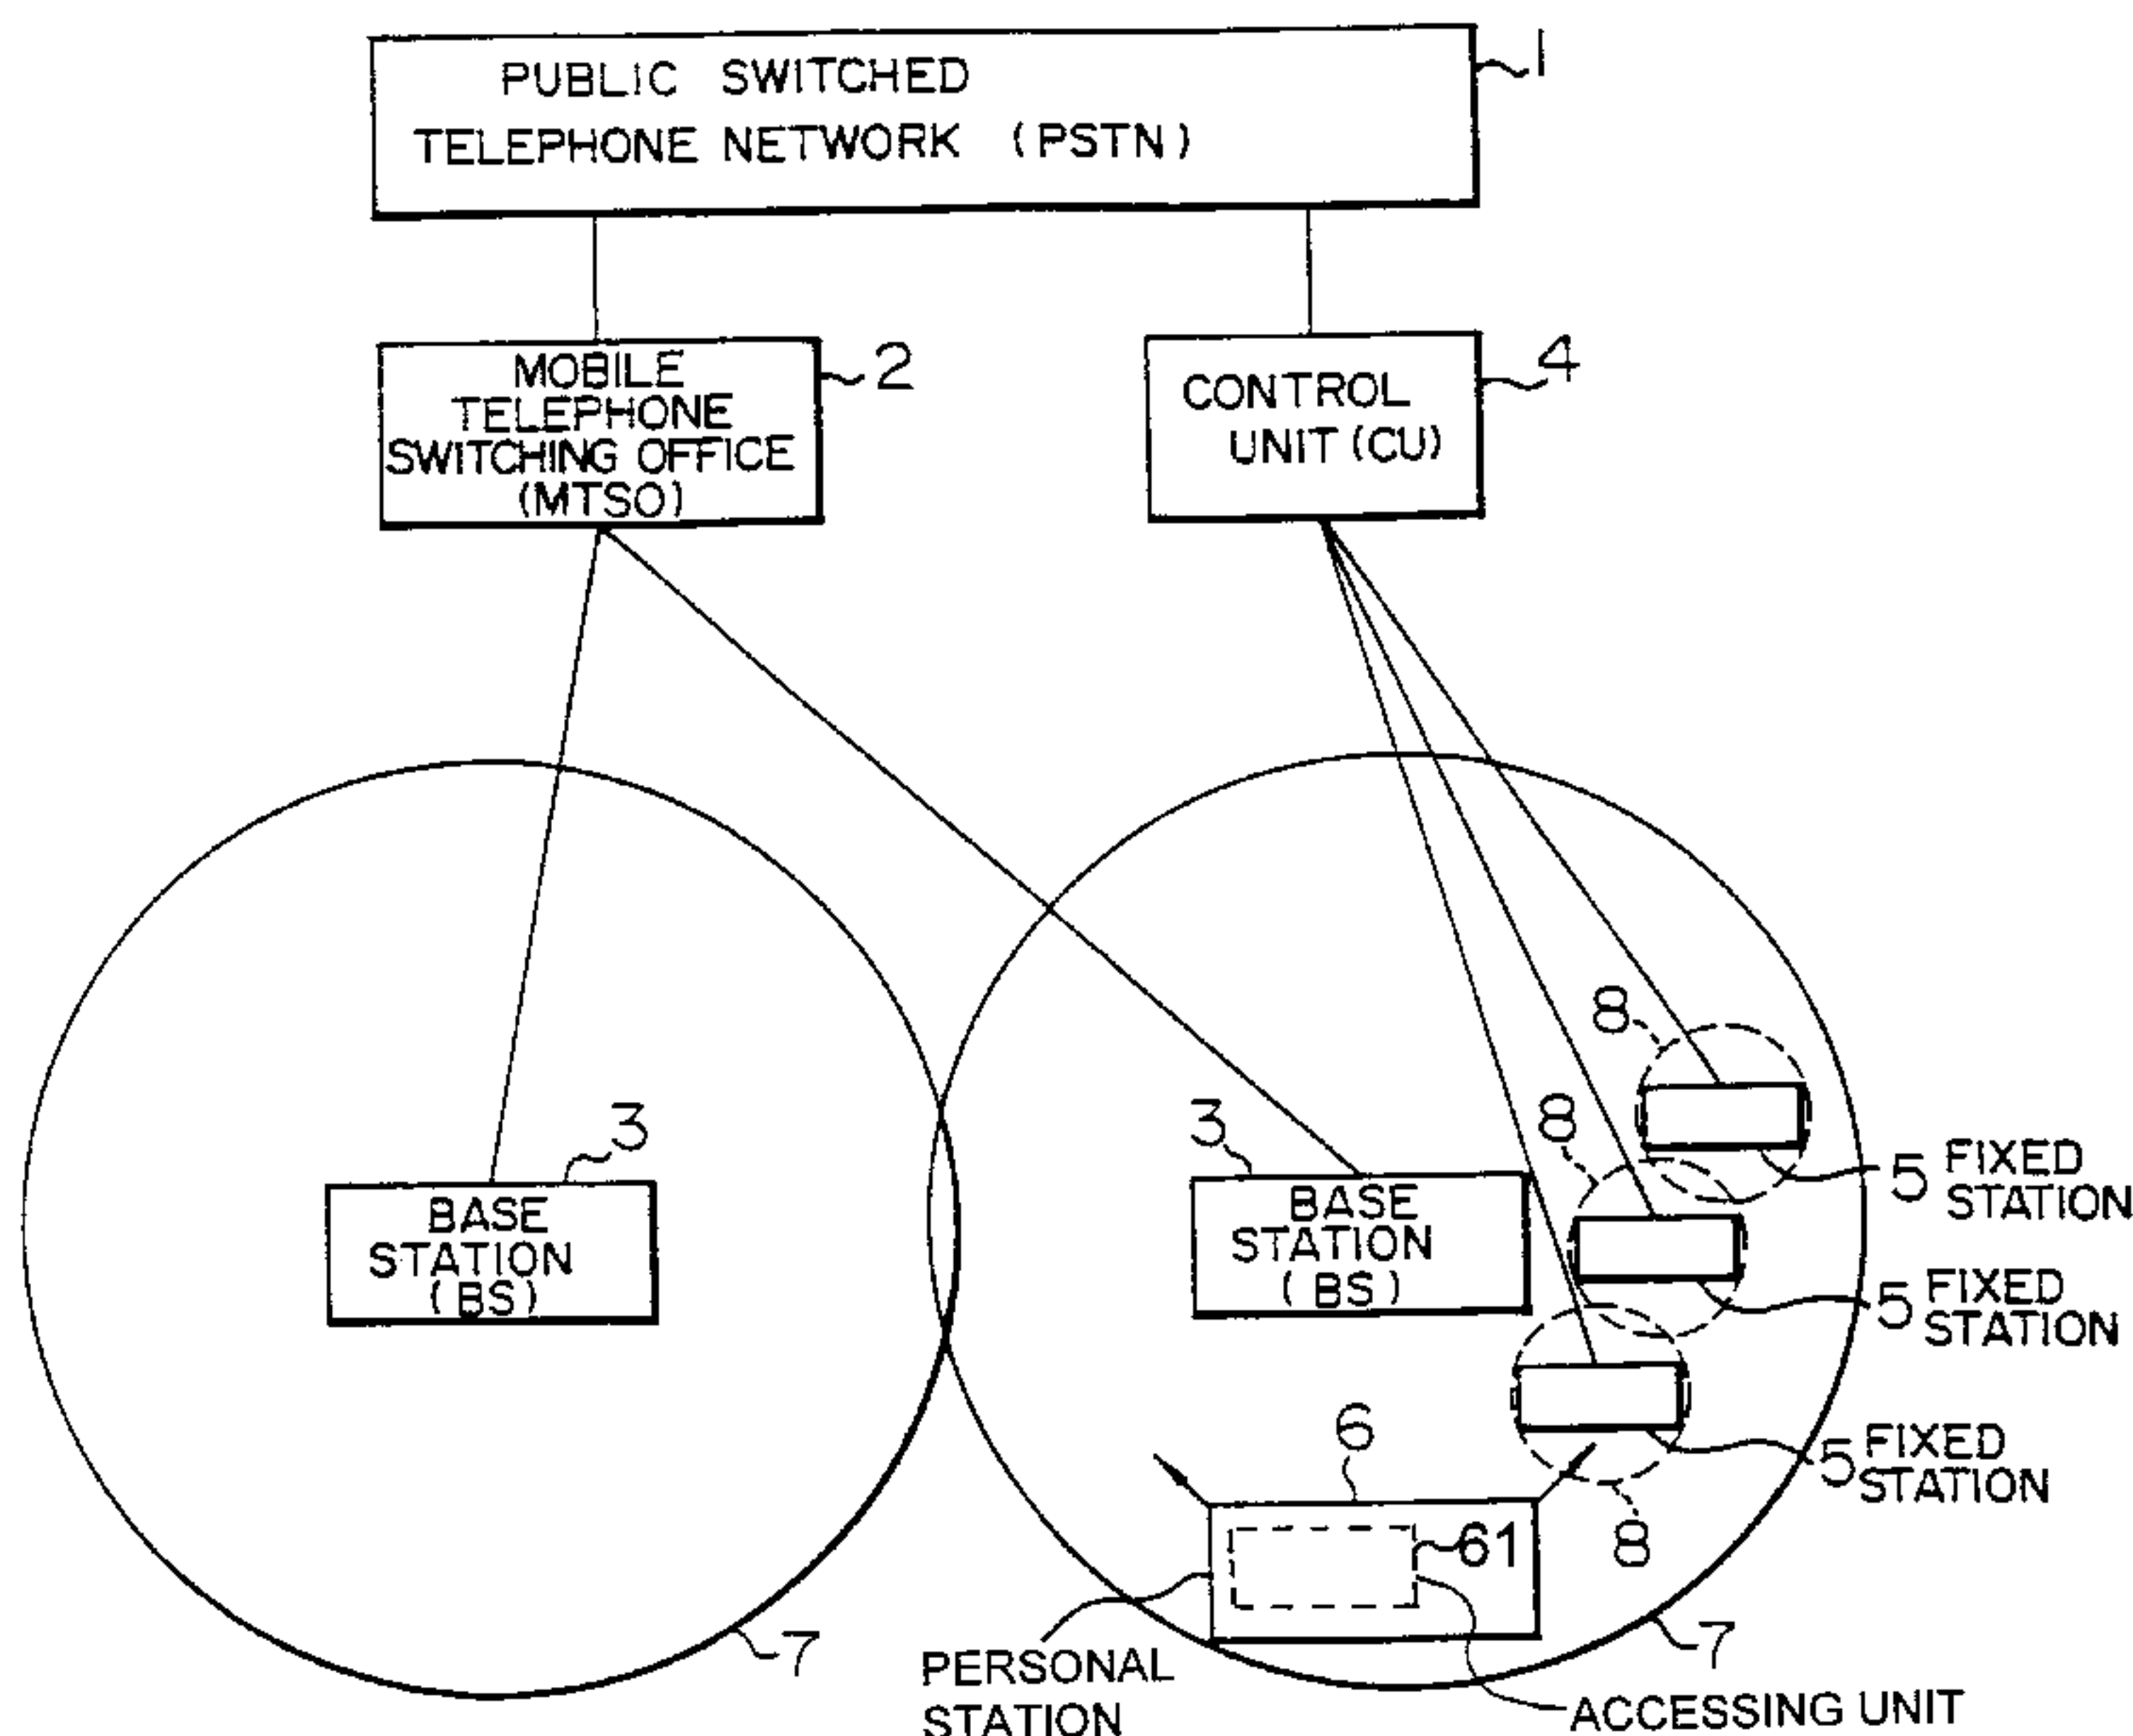 PUBLIC SWITCHED
TELEPHONE NETWORK (PSTN)
1
MOBILE
TELEPHONE
SWITCHING OFFICE
(MTSO)
2
CONTROL
UNIT (CU)
4
8
8
3
BASE
STATION
(BS)
3
BASE
STATION
(BS)
5 FIXED
STATION
5 FIXED
STATION
5 FIXED
STATION
6
61
8
7
7
PERSONAL
STATION
ACCESSING UNIT